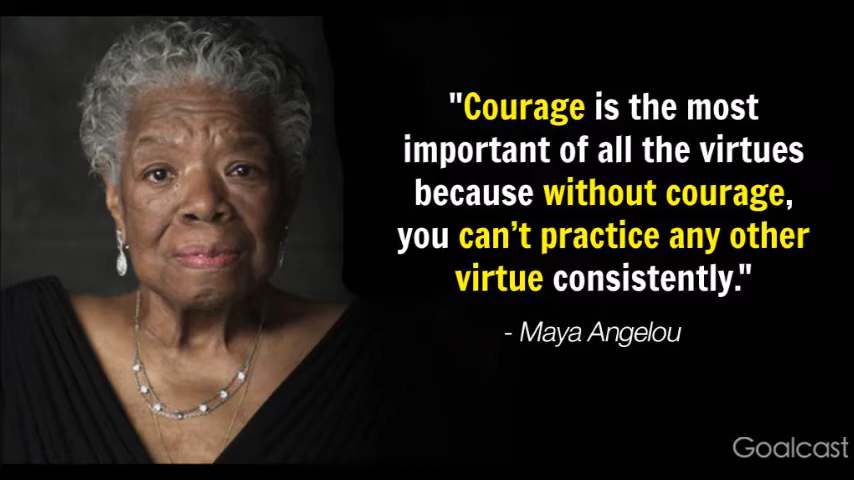 "Courage is the most
important of all the virtues
because without courage,
you can’t practice any other
virtue consistently."
- Maya Angelou
Goalcast